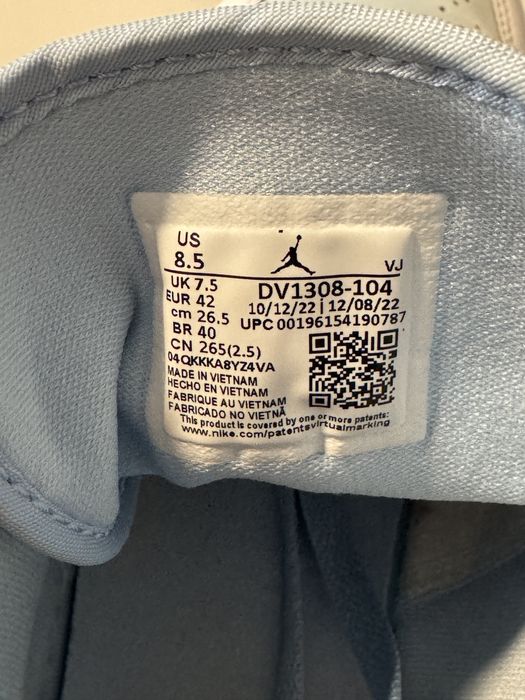 US
8.5
VJ
UK 7.5
DV1308-104
EUR 42
10/12/22 | 12/08/22
cm 26.5
UPC 00196154190787
BR 40
CN 265(2.5)
04QKKKA8YZ4VA
MADE IN VIETNAM
HECHO EN VIETNAM
FABRIQUE AU VIETNAM
FABRICADO NO VIETNÃ
This product is covered by one or more patents:
www.nike.com/patentsvirtualmarking